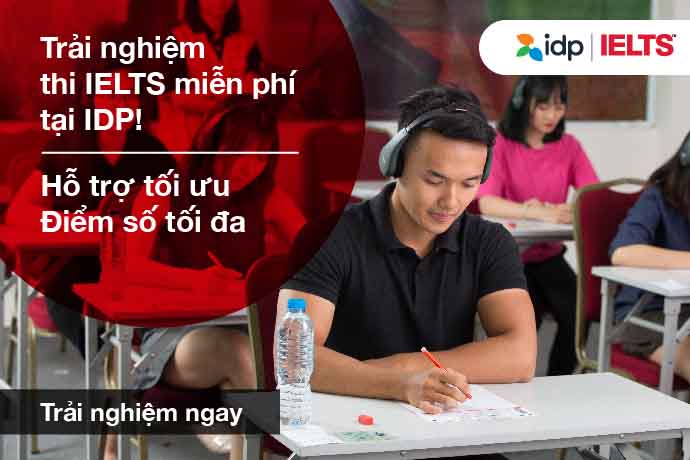 Trải nghiệm
thi IELTS miễn phí
tại IDP!
Hỗ trợ tối ưu
Điểm số tối đa
Trải nghiệm ngay
idp | IELTS™